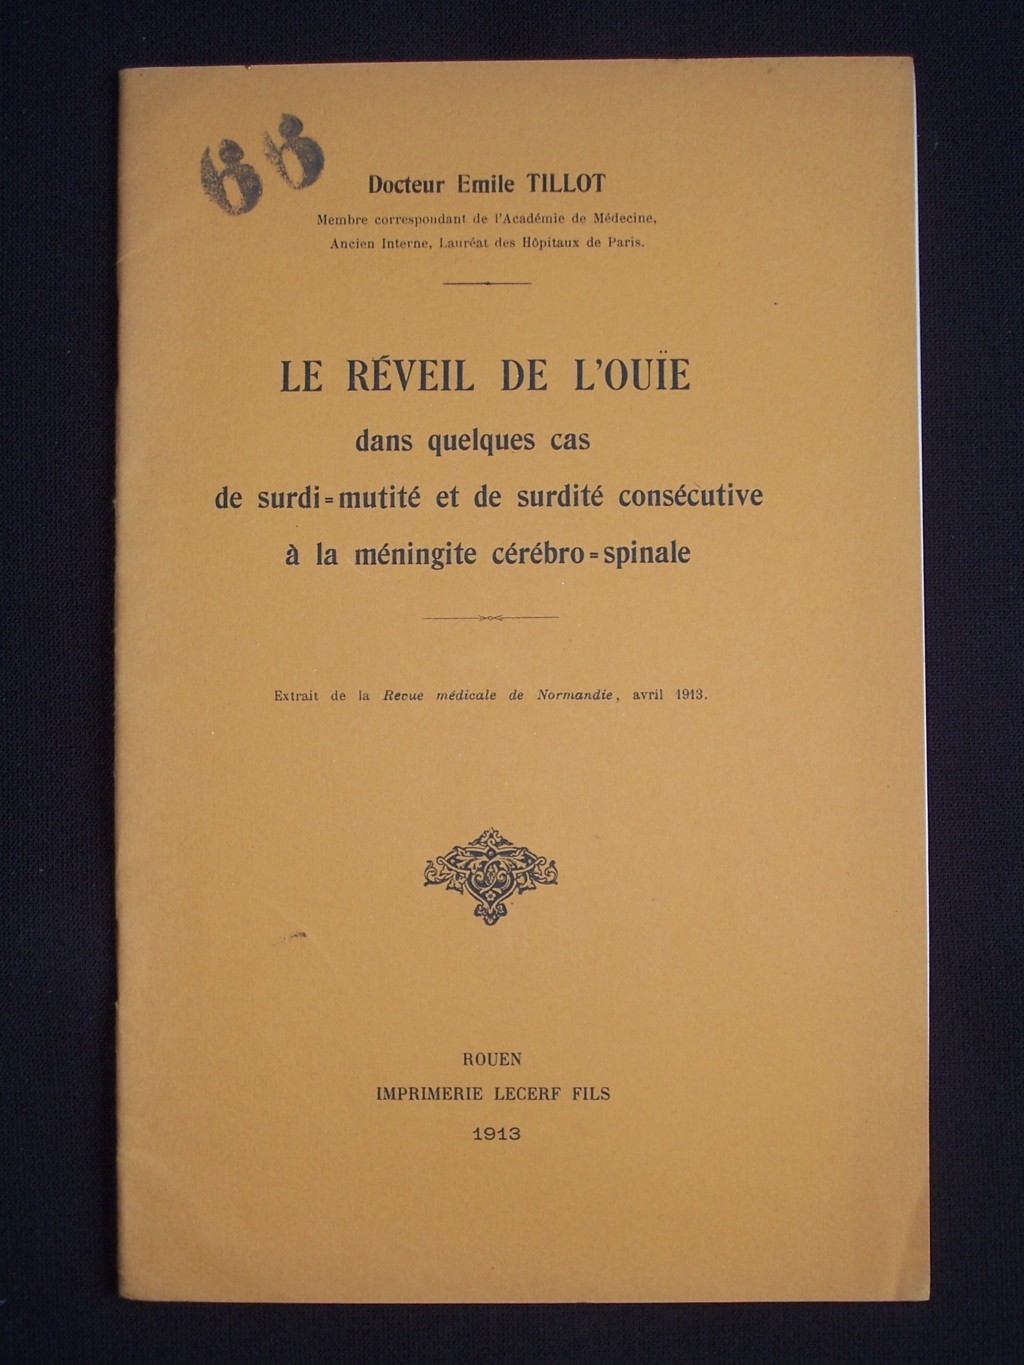 66
Docteur Emile TILLOT
Membre correspondant de l'Académie de Médecine,
Ancien Interne, Lauréat des Hôpitaux de Paris.
LE RÉVEIL DE L'OUÏE
dans quelques cas
de surdi=mutité et de surdité consécutive
à la méningite cérébro=spinale
Extrait de la Revue médicale de Normandie, avril 1913.
ROUEN
IMPRIMERIE LECERF FILS
1913